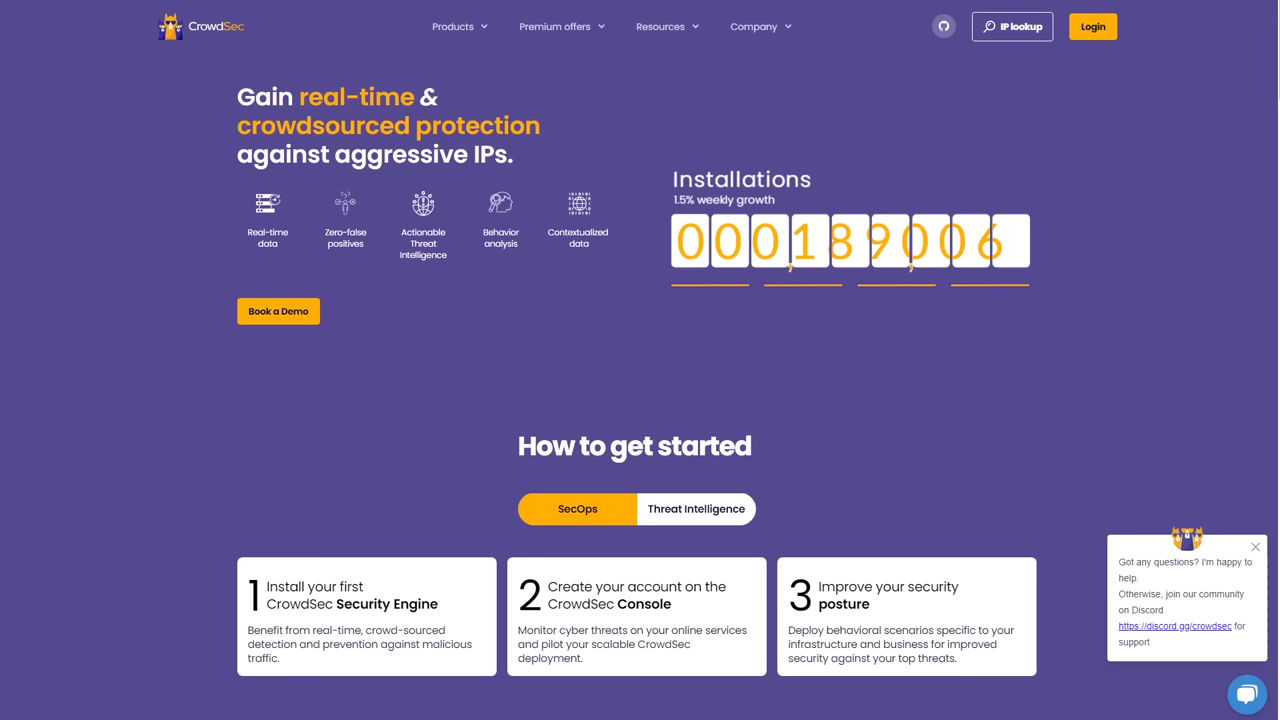 CrowdSec
Products
Premium offers
Resources
Company
IP lookup
Login
Gain real-time &
crowdsourced protection
against aggressive IPs.
Real-time
data
Zero-false
positives
Actionable
Threat
Intelligence
Behavior
analysis
Contextualized
data
Book a Demo
Installations
1.5% weekly growth
000,189,006
How to get started
SecOps
Threat Intelligence
1
Install your first
CrowdSec Security Engine
Benefit from real-time, crowd-sourced
detection and prevention against malicious
traffic.
2
Create your account on the
CrowdSec Console
Monitor cyber threats on your online services
and pilot your scalable CrowdSec
deployment.
3
Improve your security
posture
Deploy behavioral scenarios specific to your
infrastructure and business for improved
security against your top threats.
Got any questions? I'm happy to
help.
Otherwise, join our community
on Discord
https://discord.gg/crowdsec for
support